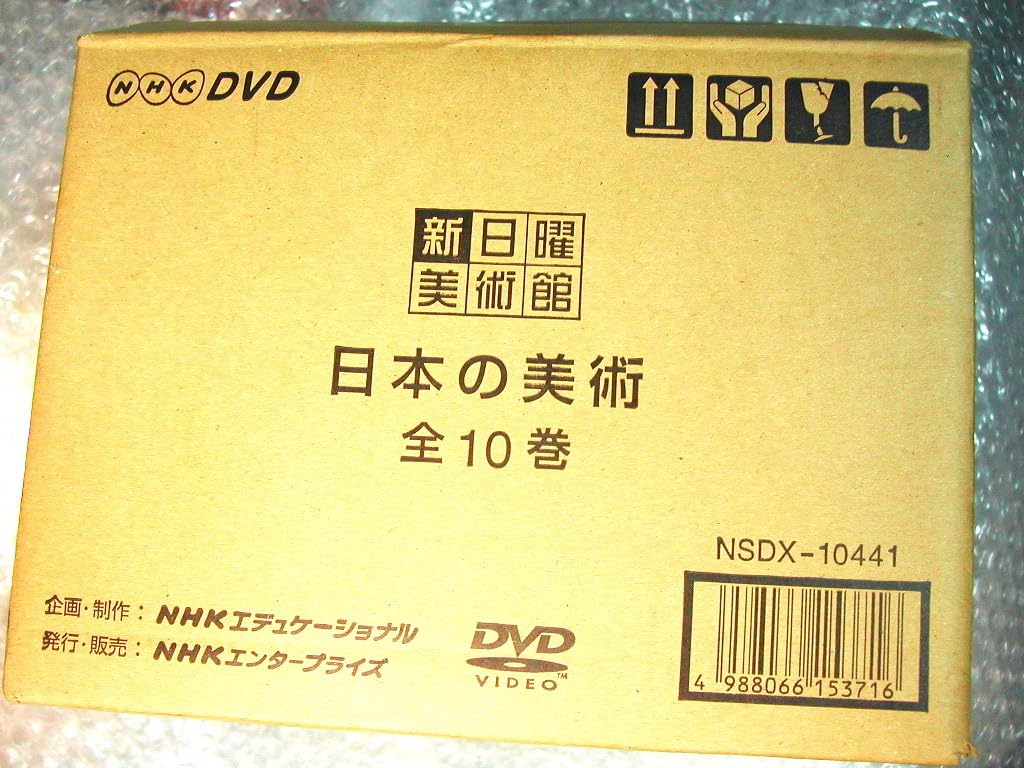 NHK DVD
新日曜
美術館
日本の美術
全10巻
NSDX-10441
企画・制作：NHKエデュケーショナル
発行・販売：NHKエンタープライズ
DVD
VIDEO™
4 988066 153716